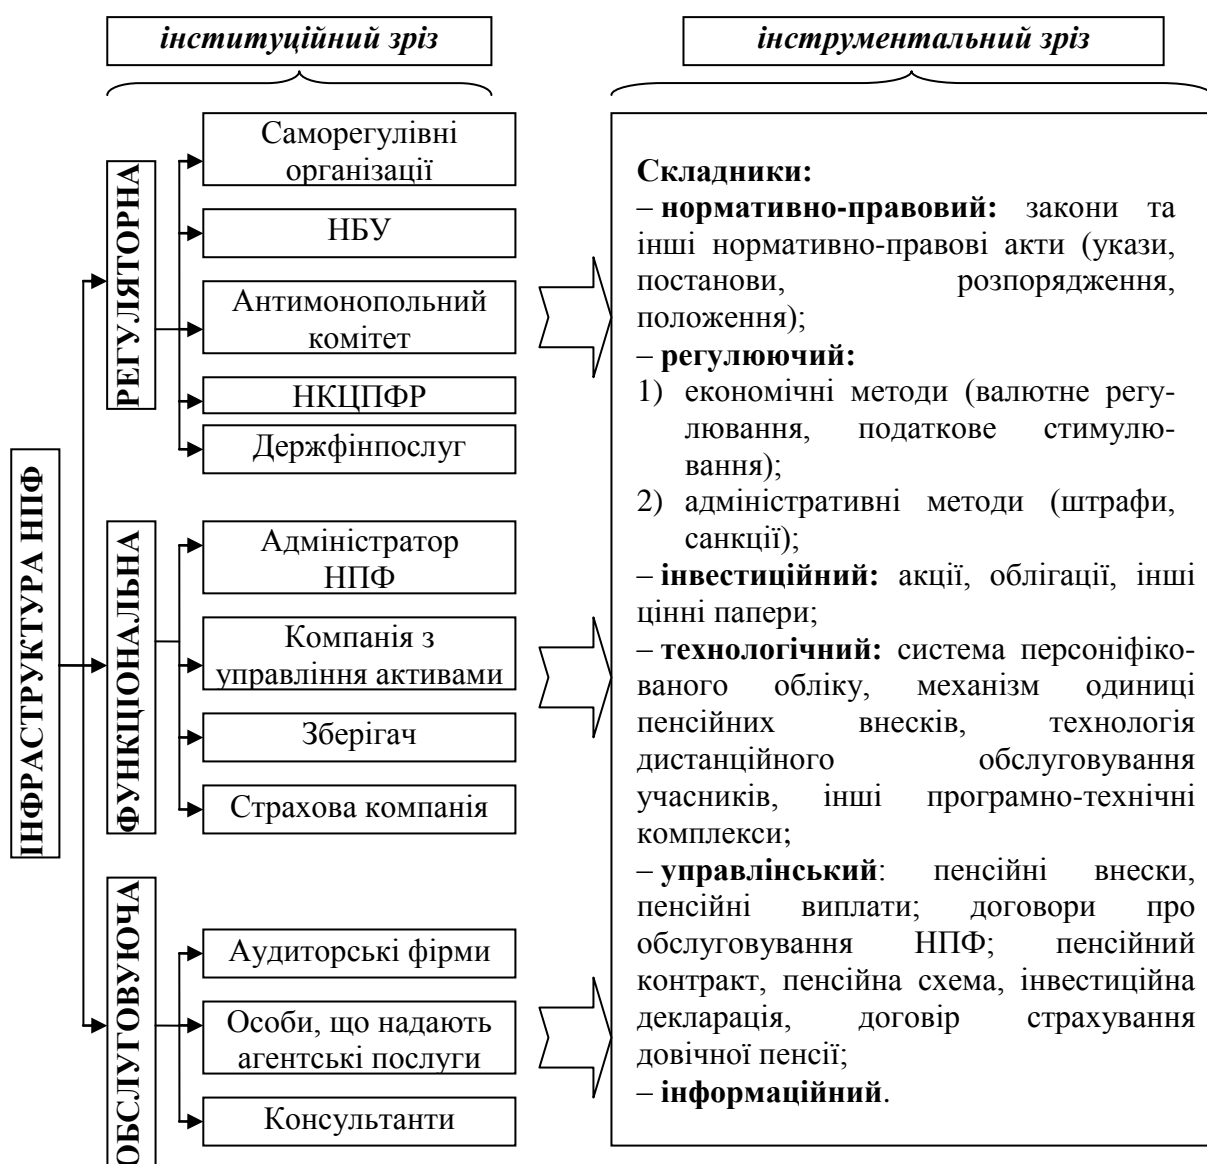 інституційний зріз
інструментальний зріз
ІНФРАСТРУКТУРА НПФ
РЕГУЛЯТОРНА
Саморегулівні
організації
НБУ
Антимонопольний
комітет
НКЦПФР
Держфінпослуг
ФУНКЦІОНАЛЬНА
Адміністратор
НПФ
Компанія з
управління активами
Зберігач
Страхова компанія
ОБСЛУГОВУЮЧА
Аудиторські фірми
Особи, що надають
агентські послуги
Консультанти
Складники:
– нормативно-правовий: закони та
інші нормативно-правові акти (укази,
постанови, розпорядження,
положення);
– регулюючий:
1) економічні методи (валютне регу-
лювання, податкове стимулю-
вання);
2) адміністративні методи (штрафи,
санкції);
– інвестиційний: акції, облігації, інші
цінні папери;
– технологічний: система персоніфіко-
ваного обліку, механізм одиниці
пенсійних внесків, технологія
дистанційного обслуговування
учасників, інші програмно-технічні
комплекси;
– управлінський: пенсійні внески,
пенсійні виплати; договори про
обслуговування НПФ; пенсійний
контракт, пенсійна схема, інвестиційна
декларація, договір страхування
довічної пенсії;
– інформаційний.